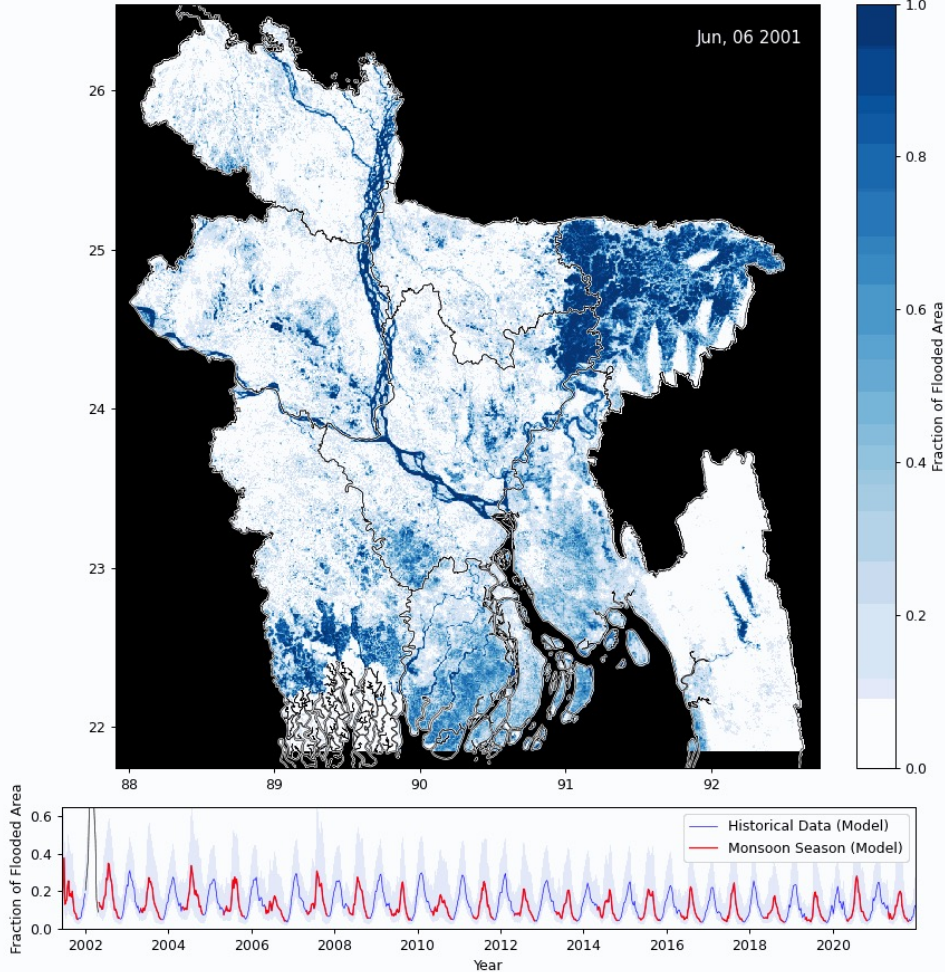 Jun, 06 2001
1.0
26
0.8
25
0.6
24
0.4
23
0.2
22
0.0
88 89 90 91 92
Fraction of Flooded Area
0.6
0.4
0.2
0.0
Fraction of Flooded Area
Historical Data (Model)
Monsoon Season (Model)
2002 2004 2006 2008 2010 2012 2014 2016 2018 2020
Year